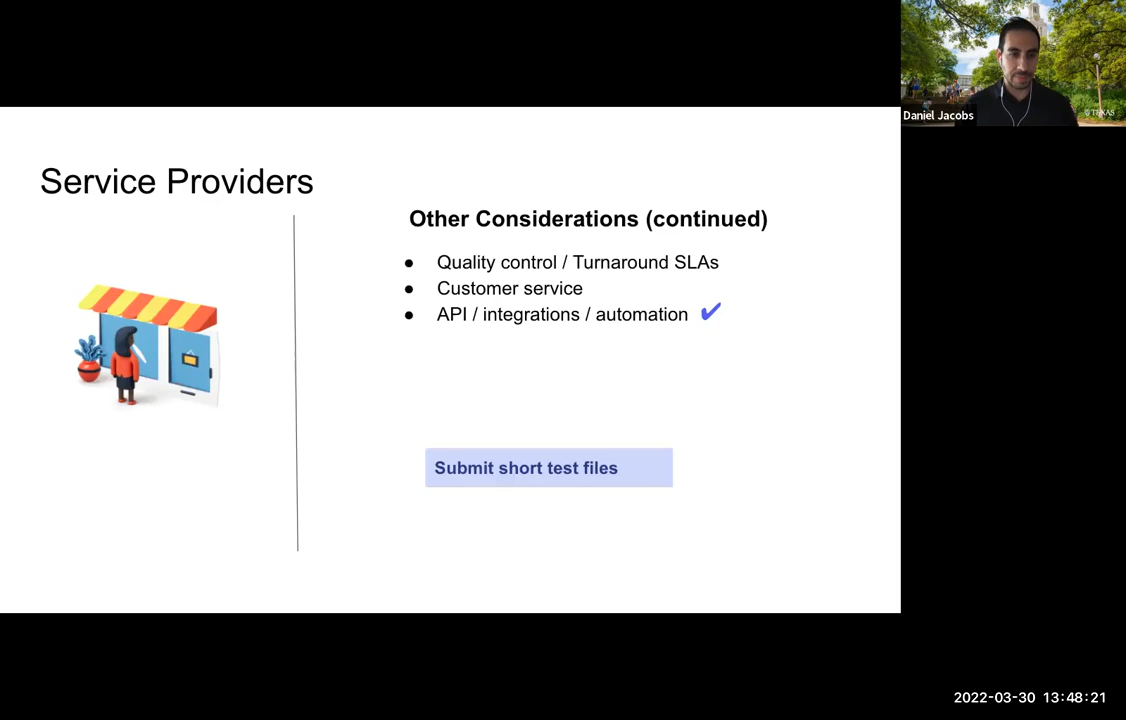 Service Providers
Other Considerations (continued)
● Quality control / Turnaround SLAs
● Customer service
● API / integrations / automation ✔
Submit short test files
Daniel Jacobs
TEXAS
2022-03-30 13:48:21